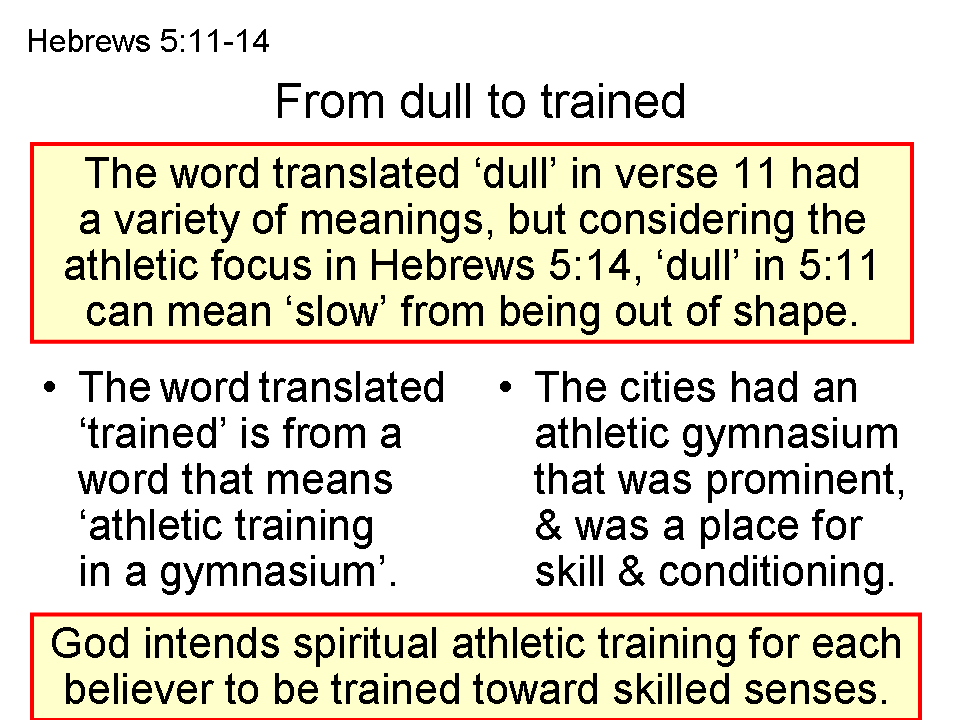 Hebrews 5:11-14
From dull to trained
The word translated ‘dull’ in verse 11 had
a variety of meanings, but considering the
athletic focus in Hebrews 5:14, ‘dull’ in 5:11
can mean ‘slow’ from being out of shape.
• The word translated
‘trained’ is from a
word that means
‘athletic training
in a gymnasium’.
• The cities had an
athletic gymnasium
that was prominent,
& was a place for
skill & conditioning.
God intends spiritual athletic training for each
believer to be trained toward skilled senses.